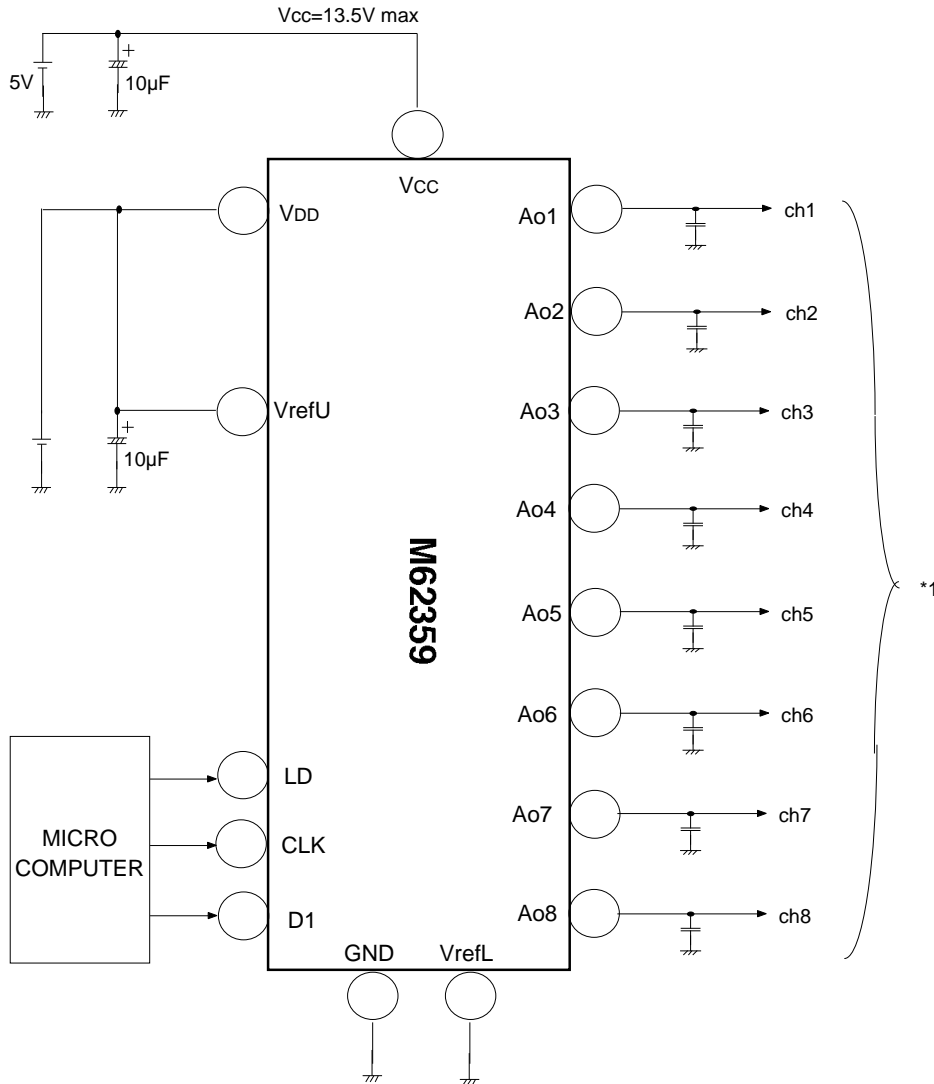 Vcc=13.5V max
+
5V
10µF
VCC
VDD
Ao1
ch1
Ao2
ch2
VrefU
Ao3
ch3
+
10µF
Ao4
ch4
M62359
*1
Ao5
ch5
Ao6
ch6
LD
Ao7
ch7
MICRO
COMPUTER
CLK
D1
Ao8
ch8
GND
VrefL